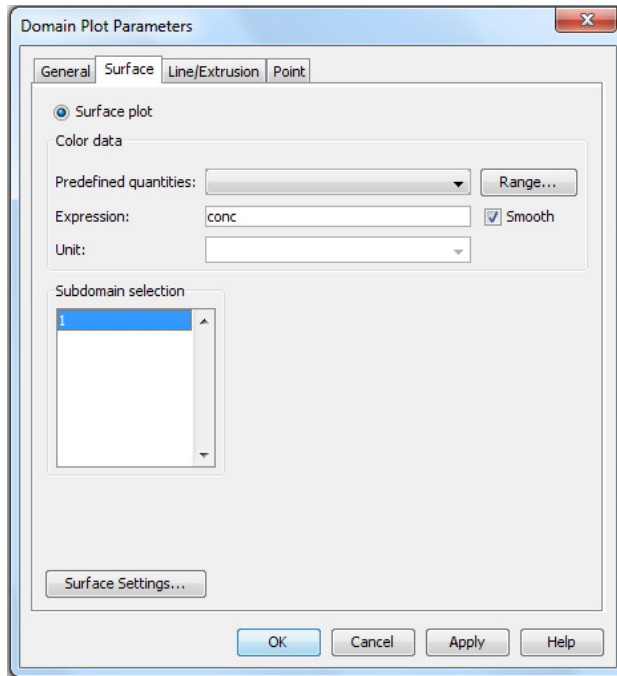 Domain Plot Parameters
General Surface Line/Extrusion Point
Surface plot
Color data
Predefined quantities: Range...
Expression: conc Smooth
Unit:
Subdomain selection
1
Surface Settings...
OK Cancel Apply Help